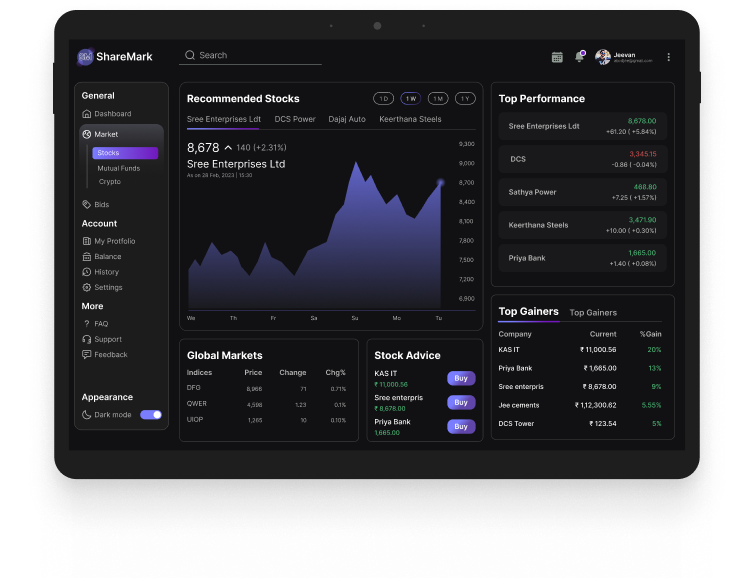 ShareMark
Search
Jeevan
General
Dashboard
Market
Stocks
Mutual Funds
Crypto
Bids
Account
My Protfolio
Balance
History
Settings
More
? FAQ
Support
Feedback
Appearance
Dark mode
Recommended Stocks
1 D
1 W
1 M
1 Y
Sree Enterprises Ldt
DCS Power
Dajaj Auto
Keerthana Steels
8,678 140 (+2.31%)
Sree Enterprises Ltd
As on 28 Feb, 2023 | 15:30
9,300
9,000
8,700
8,400
8,100
7,800
7,500
7,200
6,900
We Th Fr Sa Su Mo Tu
Global Markets
Indices Price Change Chg%
DFG 8,966 71 0.71%
QWER 4,598 1.23 0.1%
UIOP 1,265 10 0.10%
Stock Advice
KAS IT
₹ 11,000.56
Buy
Sree enterpris
₹ 8,678.00
Buy
Priya Bank
1,665.00
Buy
Top Performance
Sree Enterprises Ldt
8,678.00
+61.20 ( +5.84%)
DCS
3,345.15
-0.86 ( -0.04%)
Sathya Power
468.80
+7.25 ( +1.57%)
Keerthana Steels
3,471.90
+10.00 ( +0.30%)
Priya Bank
1,665.00
+1.40 ( +0.08%)
Top Gainers
Top Gainers
Company Current %Gain
KAS IT ₹ 11,000.56 20%
Priya Bank ₹ 1,665.00 13%
Sree enterpris ₹ 8,678.00 9%
Jee cements ₹ 1,12,300.62 5.55%
DCS Tower ₹ 123.54 5%